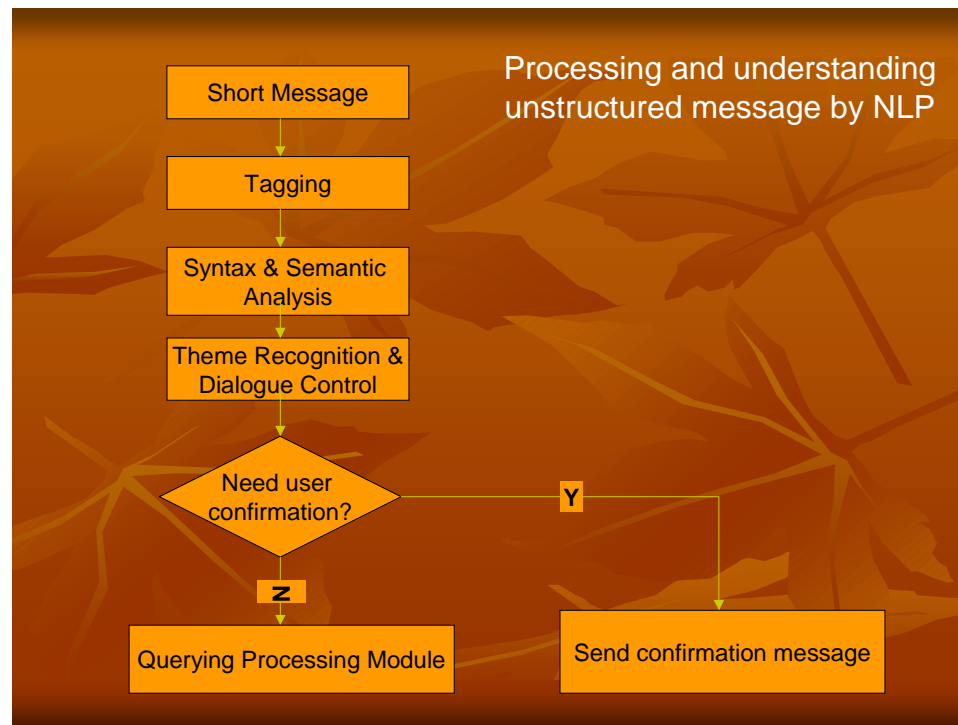 Processing and understanding
unstructured message by NLP
Short Message
Tagging
Syntax & Semantic
Analysis
Theme Recognition &
Dialogue Control
Need user
confirmation?
Y
N
Querying Processing Module
Send confirmation message